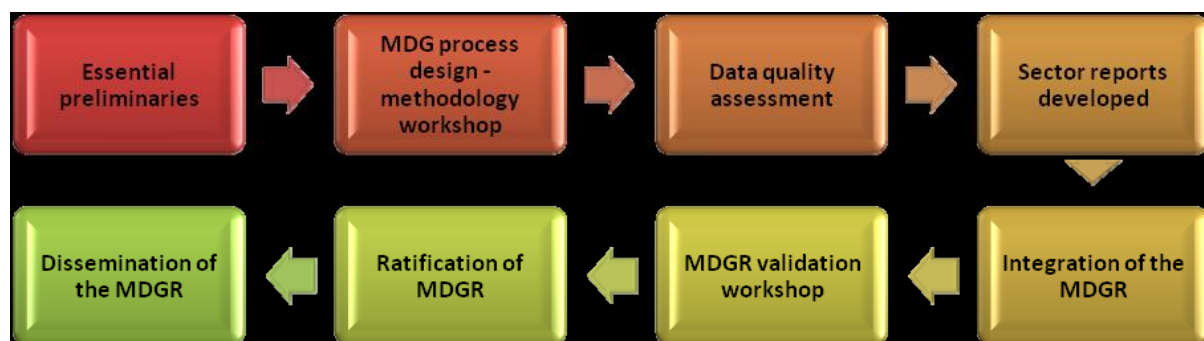 Essential
preliminaries
MDG process
design -
methodology
workshop
Data quality
assessment
Sector reports
developed
Integration of the
MDGR
MDGR validation
workshop
Ratification of
MDGR
Dissemination of
the MDGR